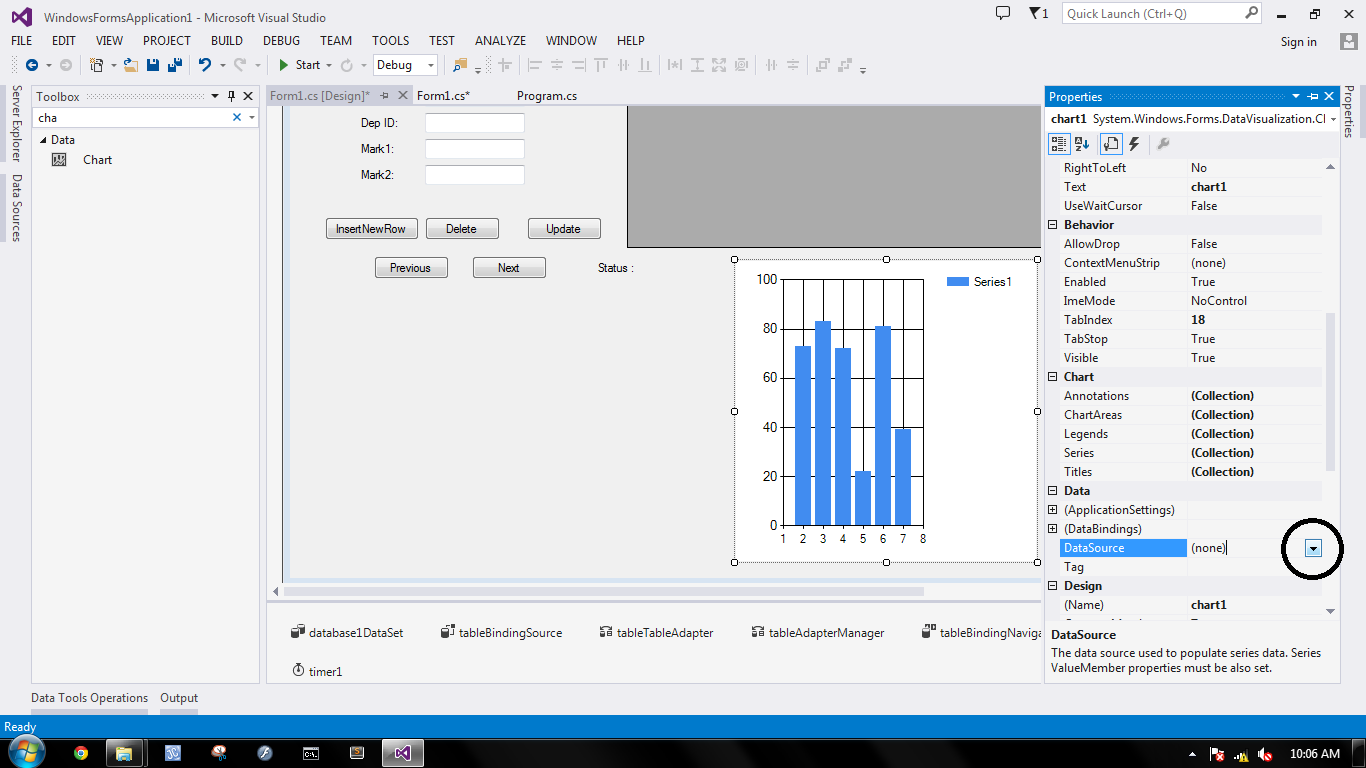 WindowsFormsApplication1 - Microsoft Visual Studio
1
Quick Launch (Ctrl+Q)
FILE EDIT VIEW PROJECT BUILD DEBUG TEAM TOOLS TEST ANALYZE WINDOW HELP
Sign in
Start
Debug
Server Explorer
Data Sources
Toolbox
cha
Data
Chart
Form1.cs [Design]*
Form1.cs*
Program.cs
Dep ID:
Mark1:
Mark2:
InsertNewRow Delete Update
Previous Next Status :
100
80
60
40
20
0
1 2 3 4 5 6 7 8
Series1
database1DataSet tableBindingSource tableTableAdapter tableAdapterManager tableBindingNaviga
timer1
Properties
chart1 System.Windows.Forms.DataVisualization.Cl
RightToLeft No
Text chart1
UseWaitCursor False
Behavior
AllowDrop False
ContextMenuStrip (none)
Enabled True
ImeMode NoControl
TabIndex 18
TabStop True
Visible True
Chart
Annotations (Collection)
ChartAreas (Collection)
Legends (Collection)
Series (Collection)
Titles (Collection)
Data
(ApplicationSettings)
(DataBindings)
DataSource (none)
Tag
Design
(Name) chart1
DataSource
The data source used to populate series data. Series
ValueMember properties must be also set.
Properties
Data Tools Operations Output
Ready
10:06 AM